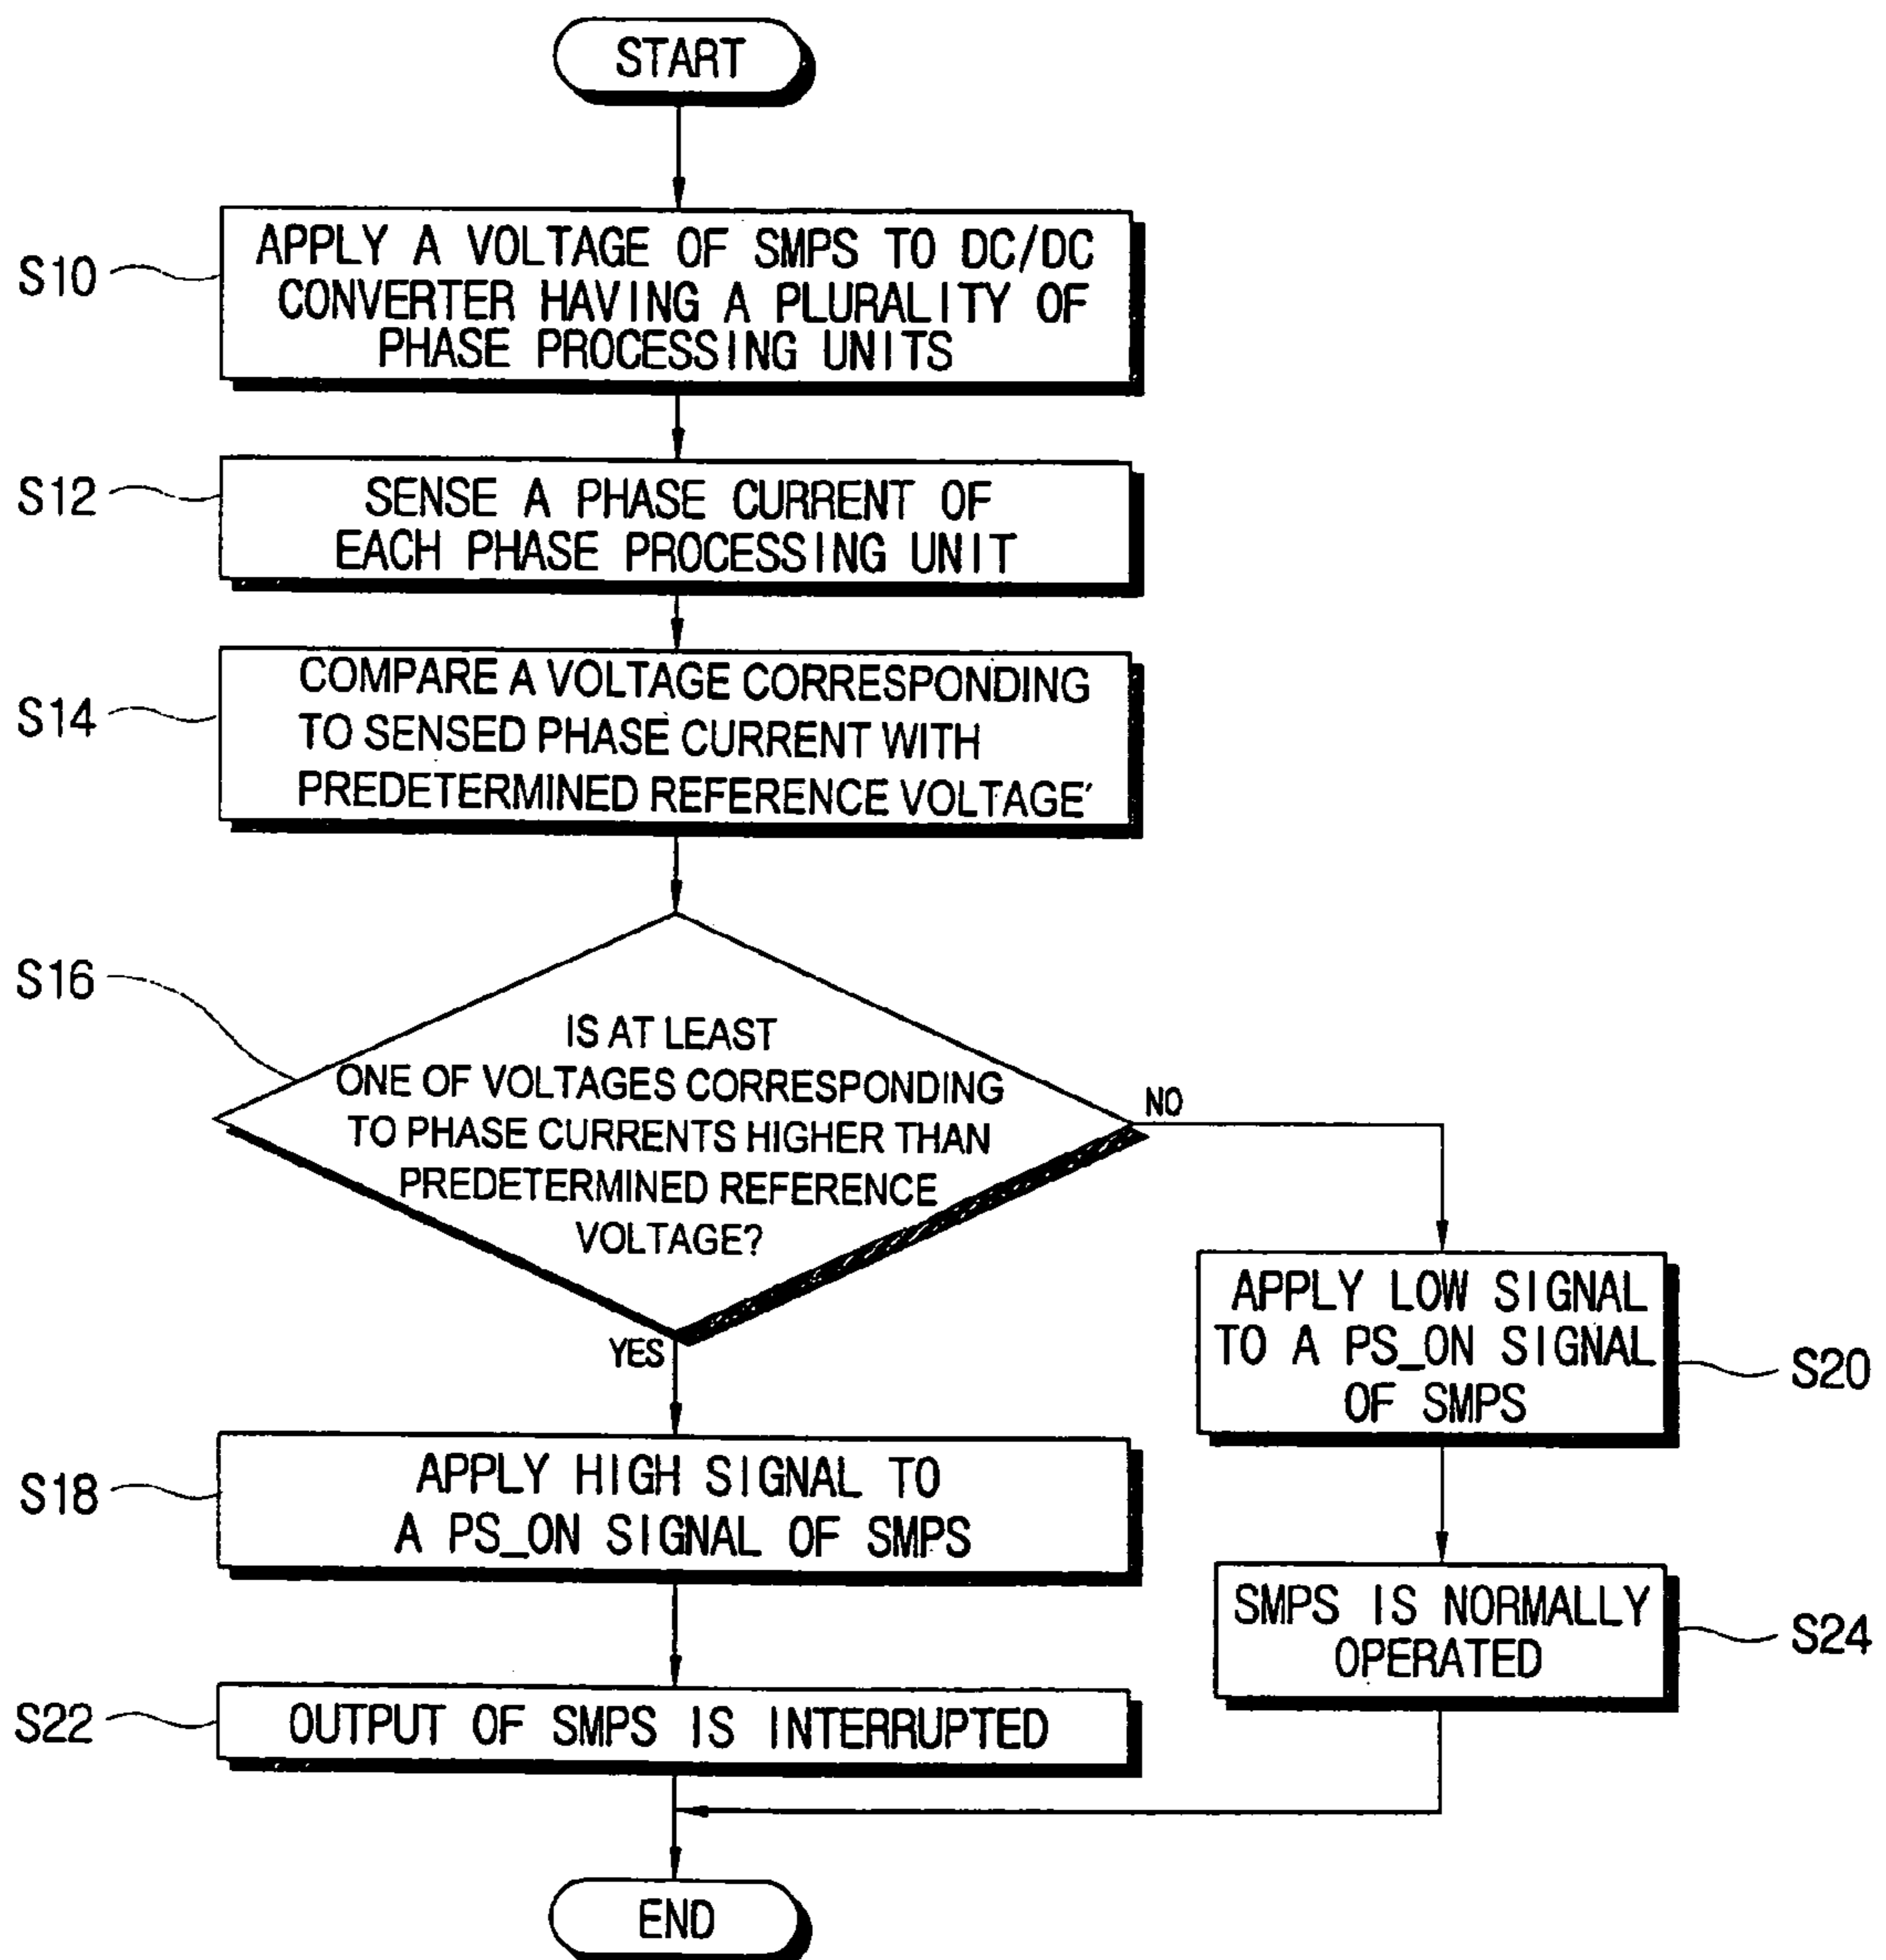 START
S10
APPLY A VOLTAGE OF SMPS TO DC/DC
CONVERTER HAVING A PLURALITY OF
PHASE PROCESSING UNITS
S12
SENSE A PHASE CURRENT OF
EACH PHASE PROCESSING UNIT
S14
COMPARE A VOLTAGE CORRESPONDING
TO SENSED PHASE CURRENT WITH
PREDETERMINED REFERENCE VOLTAGE'
S16
IS AT LEAST
ONE OF VOLTAGES CORRESPONDING
TO PHASE CURRENTS HIGHER THAN
PREDETERMINED REFERENCE
VOLTAGE?
NO
YES
APPLY LOW SIGNAL
TO A PS_ON SIGNAL
OF SMPS
S20
S18
APPLY HIGH SIGNAL TO
A PS_ON SIGNAL OF SMPS
SMPS IS NORMALLY
OPERATED
S24
S22
OUTPUT OF SMPS IS INTERRUPTED
END